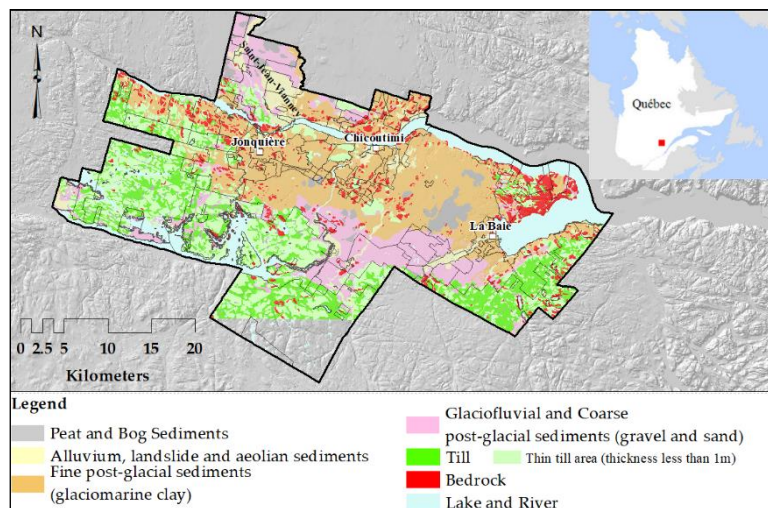 N
Saint-Jean-Vianney
Québec
Jonquière
Chicoutimi
La Baie
0 2.5 5 10 15 20
Kilometers
Legend
Peat and Bog Sediments
Alluvium, landslide and aeolian sediments
Fine post-glacial sediments
(glaciomarine clay)
Glaciofluvial and Coarse
post-glacial sediments (gravel and sand)
Till
Thin till area (thickness less than 1m)
Bedrock
Lake and River